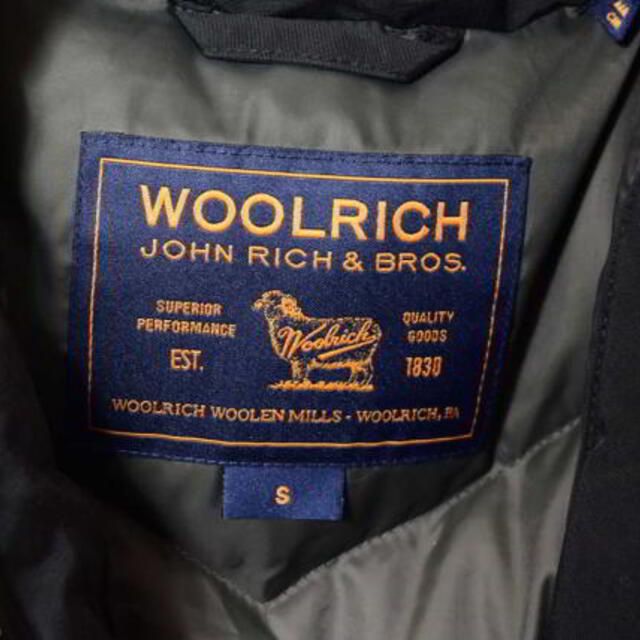 WOOLRICH
JOHN RICH & BROS.
SUPERIOR
PERFORMANCE
EST.
Woolrich
QUALITY
GOODS
1830
WOOLRICH WOOLEN MILLS - WOOLRICH, PA
S